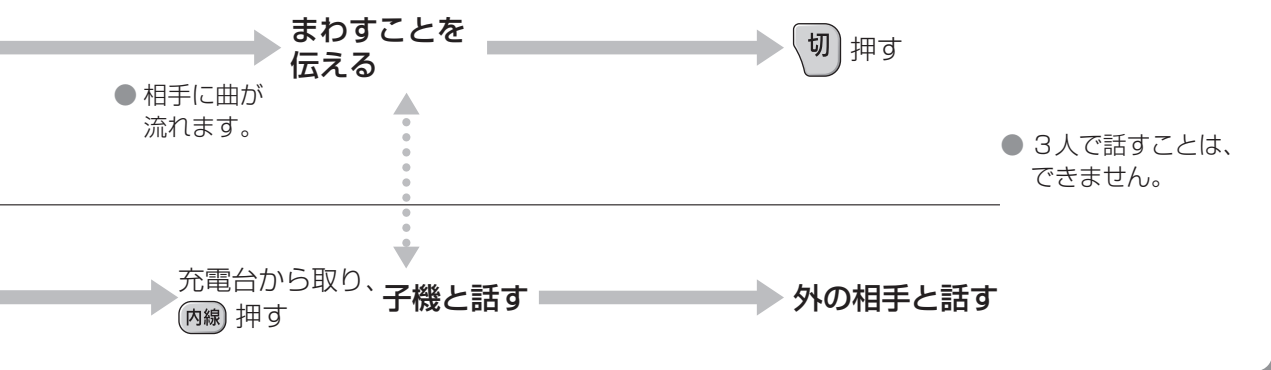 まわすことを
伝える
切 押す
● 相手に曲が
流れます。
● 3人で話すことは、
できません。
充電台から取り、
内線 押す
子機と話す
外の相手と話す